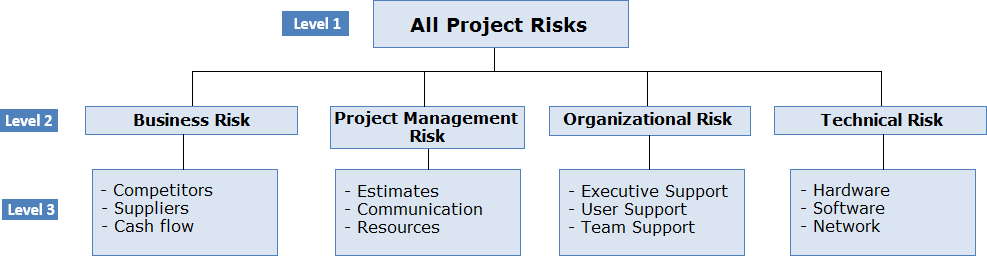 Level 1
All Project Risks
Level 2
Business Risk
Project Management
Risk
Organizational Risk
Technical Risk
Level 3
- Competitors
- Suppliers
- Cash flow
- Estimates
- Communication
- Resources
- Executive Support
- User Support
- Team Support
- Hardware
- Software
- Network